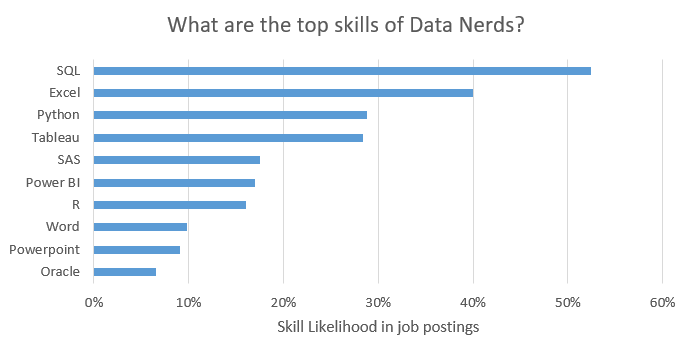 What are the top skills of Data Nerds?
SQL
Excel
Python
Tableau
SAS
Power BI
R
Word
Powerpoint
Oracle
0% 10% 20% 30% 40% 50% 60%
Skill Likelihood in job postings